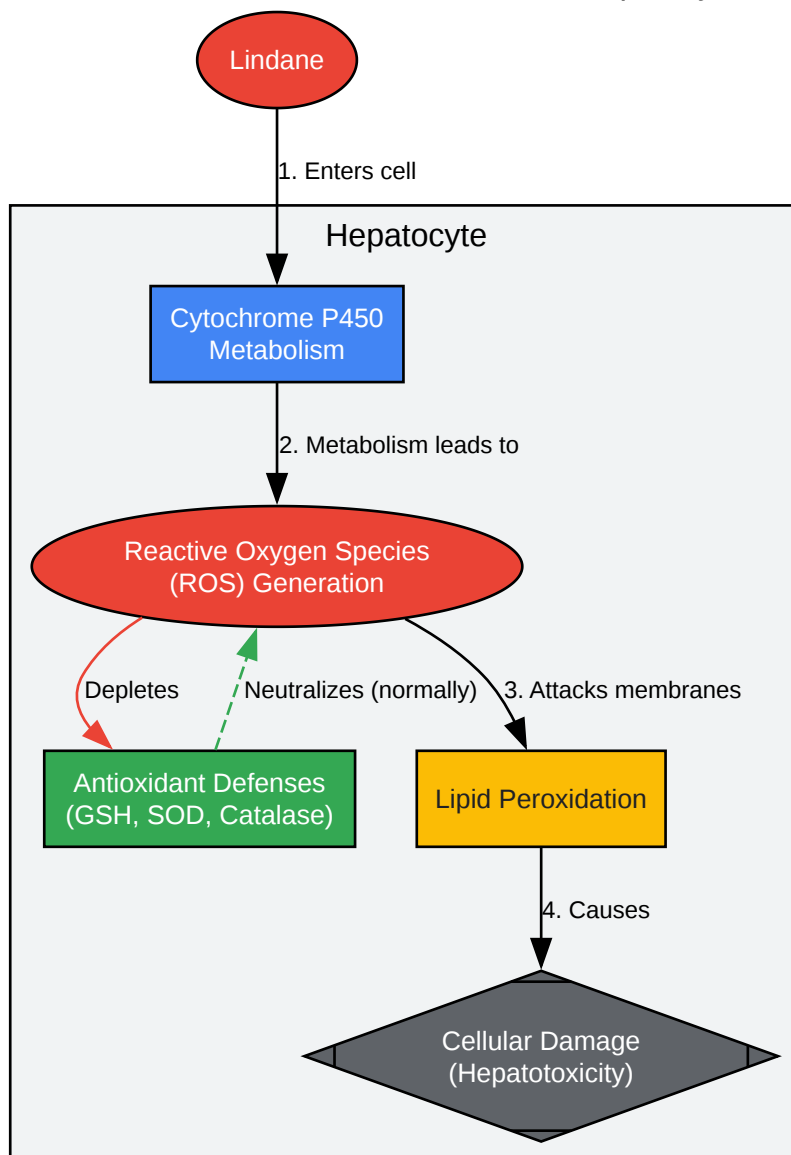 Lindane
1. Enters cell
Hepatocyte
Cytochrome P450
Metabolism
2. Metabolism leads to
Reactive Oxygen Species
(ROS) Generation
Depletes
Neutralizes (normally)
3. Attacks membranes
Antioxidant Defenses
(GSH, SOD, Catalase)
Lipid Peroxidation
4. Causes
Cellular Damage
(Hepatotoxicity)